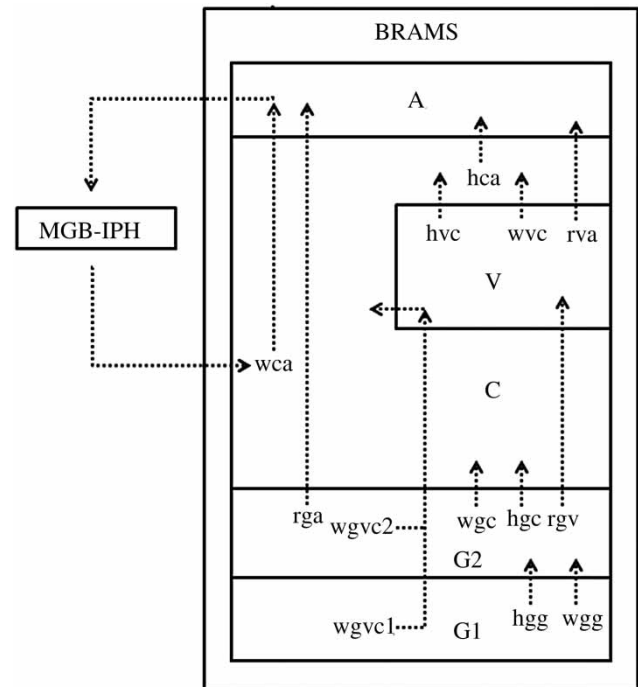 BRAMS
A
hca
MGB-IPH
hvc wvc rva
V
wca
C
rga
wgvc2
wgc hgc rgv
G2
wgvc1
G1
hgg wgg